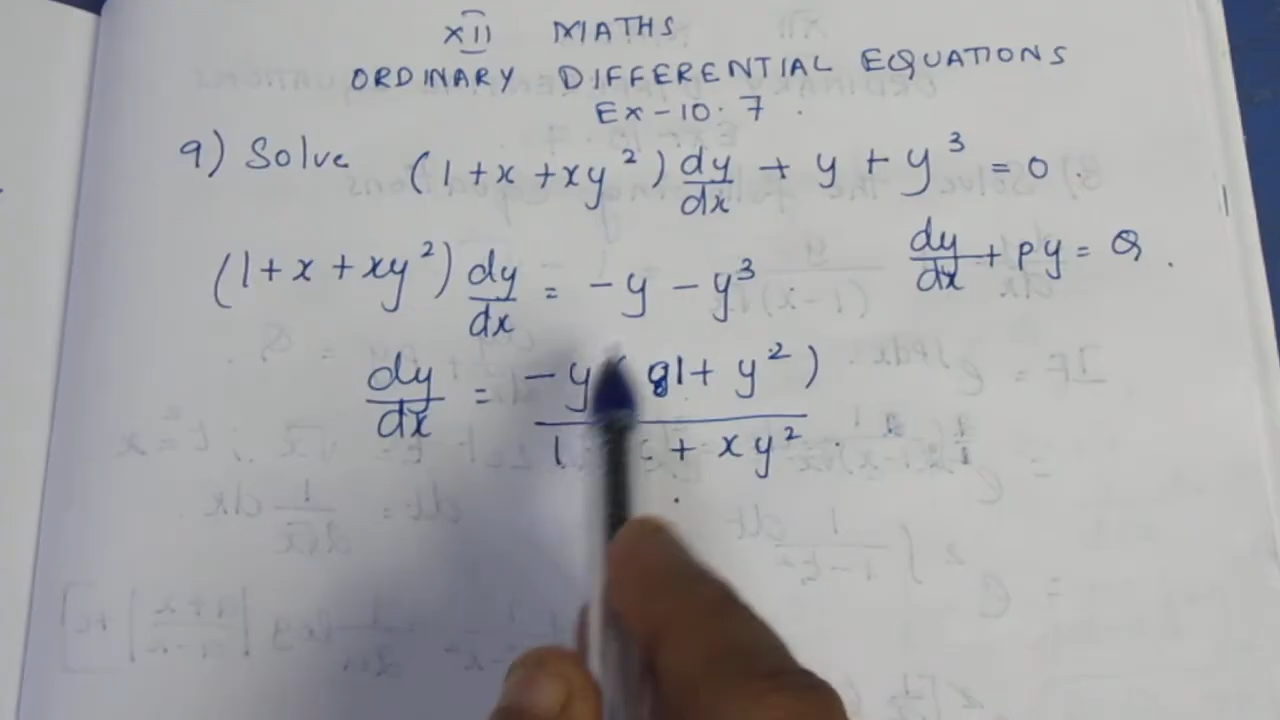 XII MATHS
ORDINARY DIFFERENTIAL EQUATIONS
Ex-10.7.
9) Solve (1+x+xy²) dy/dx + y + y³ = 0.
(1+x+xy²) dy/dx = -y - y³
dy/dx + py = Q.
dy/dx = -y(1+y²) / 1 + xy².